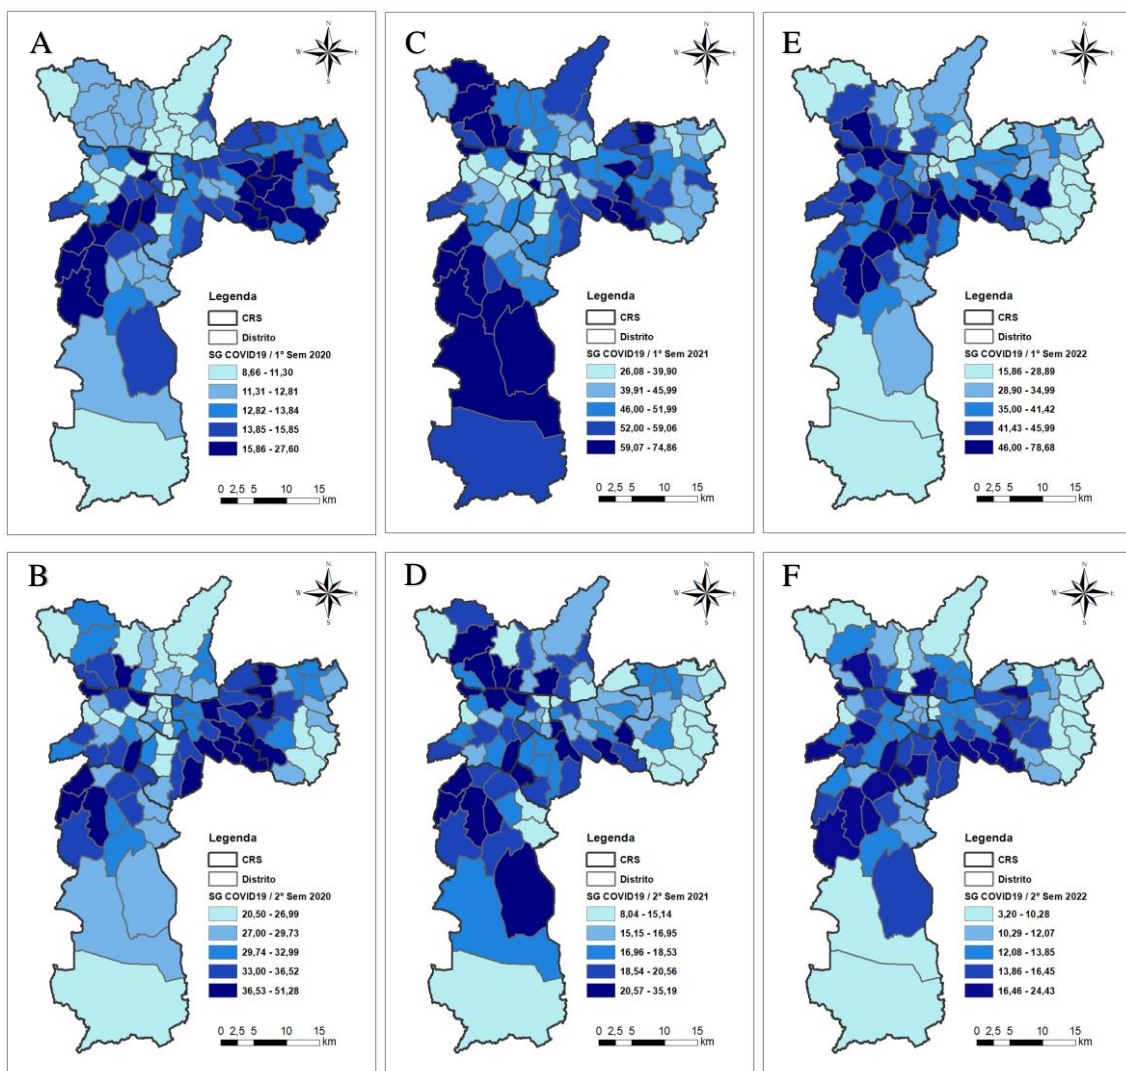 A
N
W E
S
Legenda
CRS
Distrito
SG COVID19 / 1º Sem 2020
8,66 - 11,30
11,31 - 12,81
12,82 - 13,84
13,85 - 15,85
15,86 - 27,60
0 2,5 5 10 15
km
C
N
W E
S
Legenda
CRS
Distrito
SG COVID19 / 1º Sem 2021
26,08 - 39,90
39,91 - 45,99
46,00 - 51,99
52,00 - 59,06
59,07 - 74,86
0 2,5 5 10 15
km
E
N
W E
S
Legenda
CRS
Distrito
SG COVID19 / 1º Sem 2022
15,86 - 28,89
28,90 - 34,99
35,00 - 41,42
41,43 - 45,99
46,00 - 78,68
0 2,5 5 10 15
km
B
N
W E
S
Legenda
CRS
Distrito
SG COVID19 / 2º Sem 2020
20,50 - 26,99
27,00 - 29,73
29,74 - 32,99
33,00 - 36,52
36,53 - 51,28
0 2,5 5 10 15
km
D
N
W E
S
Legenda
CRS
Distrito
SG COVID19 / 2º Sem 2021
8,04 - 15,14
15,15 - 16,95
16,96 - 18,53
18,54 - 20,56
20,57 - 35,19
0 2,5 5 10 15
km
F
N
W E
S
Legenda
CRS
Distrito
SG COVID19 / 2º Sem 2022
3,20 - 10,28
10,29 - 12,07
12,08 - 13,85
13,86 - 16,45
16,46 - 24,43
0 2,5 5 10 15
km